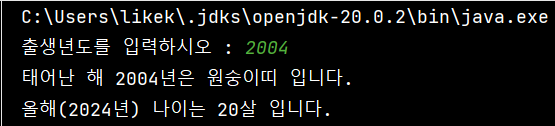 C:\Users\likek\.jdks\openjdk-20.0.2\bin\java.exe
출생년도를 입력하시오 : 2004
태어난 해 2004년은 원숭이띠 입니다.
올해(2024년) 나이는 20살 입니다.